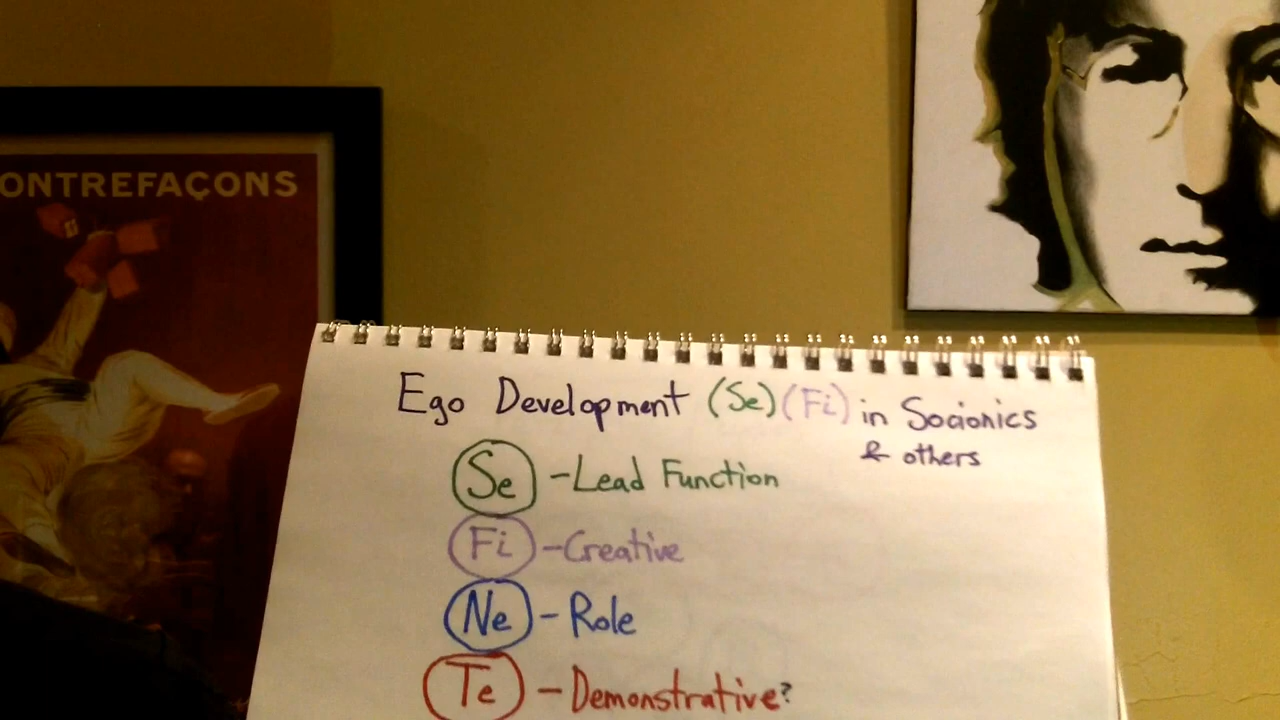 ONTREFAÇONS
Ego Development (Se) (Fi) in Socionics
& others
Se - Lead Function
Fi - Creative
Ne - Role
Te - Demonstrative?